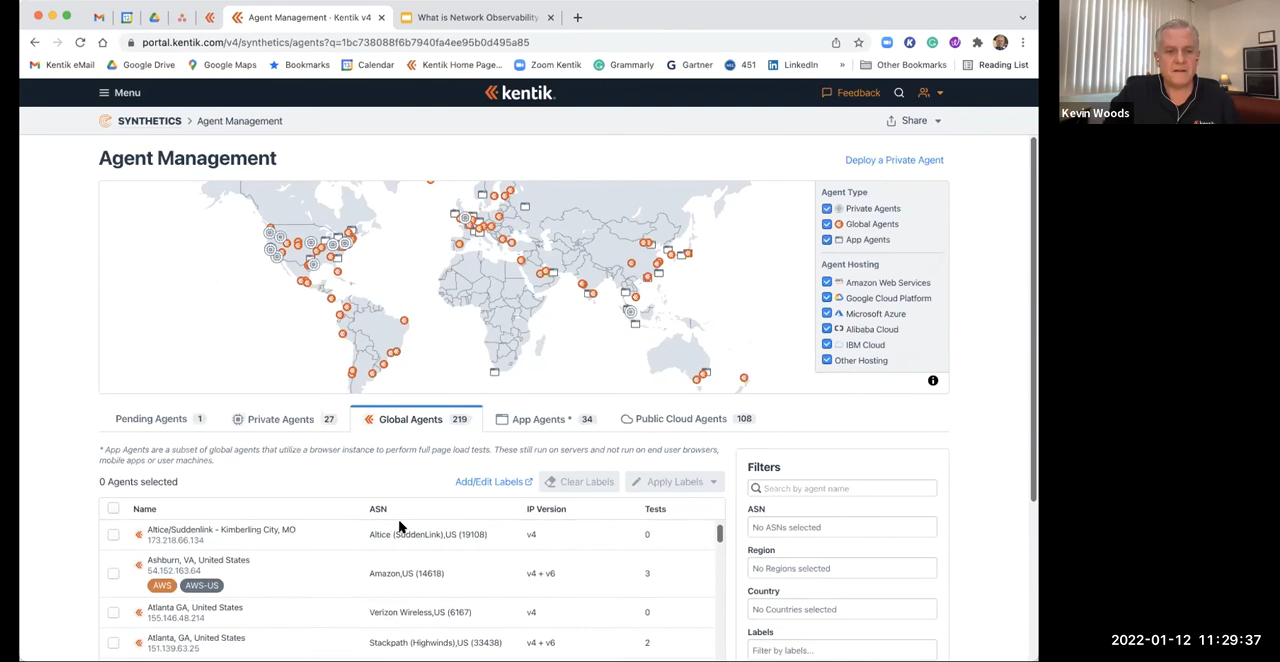 Agent Management · Kentik v4
What is Network Observability
portal.kentik.com/v4/synthetics/agents?q=1bc738088f6b7940fa4ee95b0d495a85
Kentik eMail
Google Drive
Google Maps
Bookmarks
Calendar
Kentik Home Page...
Zoom Kentik
Grammarly
Gartner
451
LinkedIn
»
Other Bookmarks
Reading List
Menu
kentik.
Feedback
SYNTHETICS > Agent Management
Share
Kevin Woods
Agent Management
Deploy a Private Agent
Agent Type
Private Agents
Global Agents
App Agents
Agent Hosting
Amazon Web Services
Google Cloud Platform
Microsoft Azure
Alibaba Cloud
IBM Cloud
Other Hosting
Pending Agents 1
Private Agents 27
Global Agents 219
App Agents * 34
Public Cloud Agents 108
* App Agents are a subset of global agents that utilize a browser instance to perform full page load tests. These still run on servers and not run on end user browsers,
mobile apps or user machines.
0 Agents selected
Add/Edit Labels
Clear Labels
Apply Labels
Name ASN IP Version Tests
Altice/Suddenlink - Kimberling City, MO
173.218.66.134
Altice (SuddenLink),US (19108) v4 0
Ashburn, VA, United States
54.152.163.64
AWS AWS-US
Amazon,US (14618) v4 + v6 3
Atlanta GA, United States
155.146.48.214
Verizon Wireless,US (6167) v4 0
Atlanta, GA, United States
151.139.63.25
Stackpath (Highwinds),US (33438) v4 + v6 2
Filters
Search by agent name
ASN
No ASNs selected
Region
No Regions selected
Country
No Countries selected
Labels
Filter by labels...
2022-01-12 11:29:37